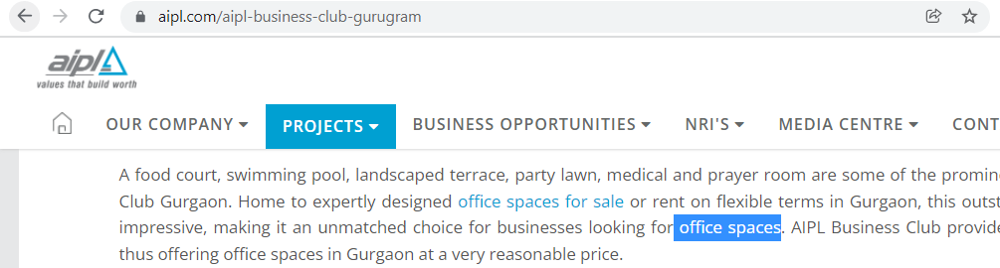 aipl.com/aipl-business-club-gurugram
aipl
values that build worth
OUR COMPANY PROJECTS BUSINESS OPPORTUNITIES NRI'S MEDIA CENTRE CONT
A food court, swimming pool, landscaped terrace, party lawn, medical and prayer room are some of the promin
Club Gurgaon. Home to expertly designed office spaces for sale or rent on flexible terms in Gurgaon, this outst
impressive, making it an unmatched choice for businesses looking for office spaces. AIPL Business Club provide
thus offering office spaces in Gurgaon at a very reasonable price.